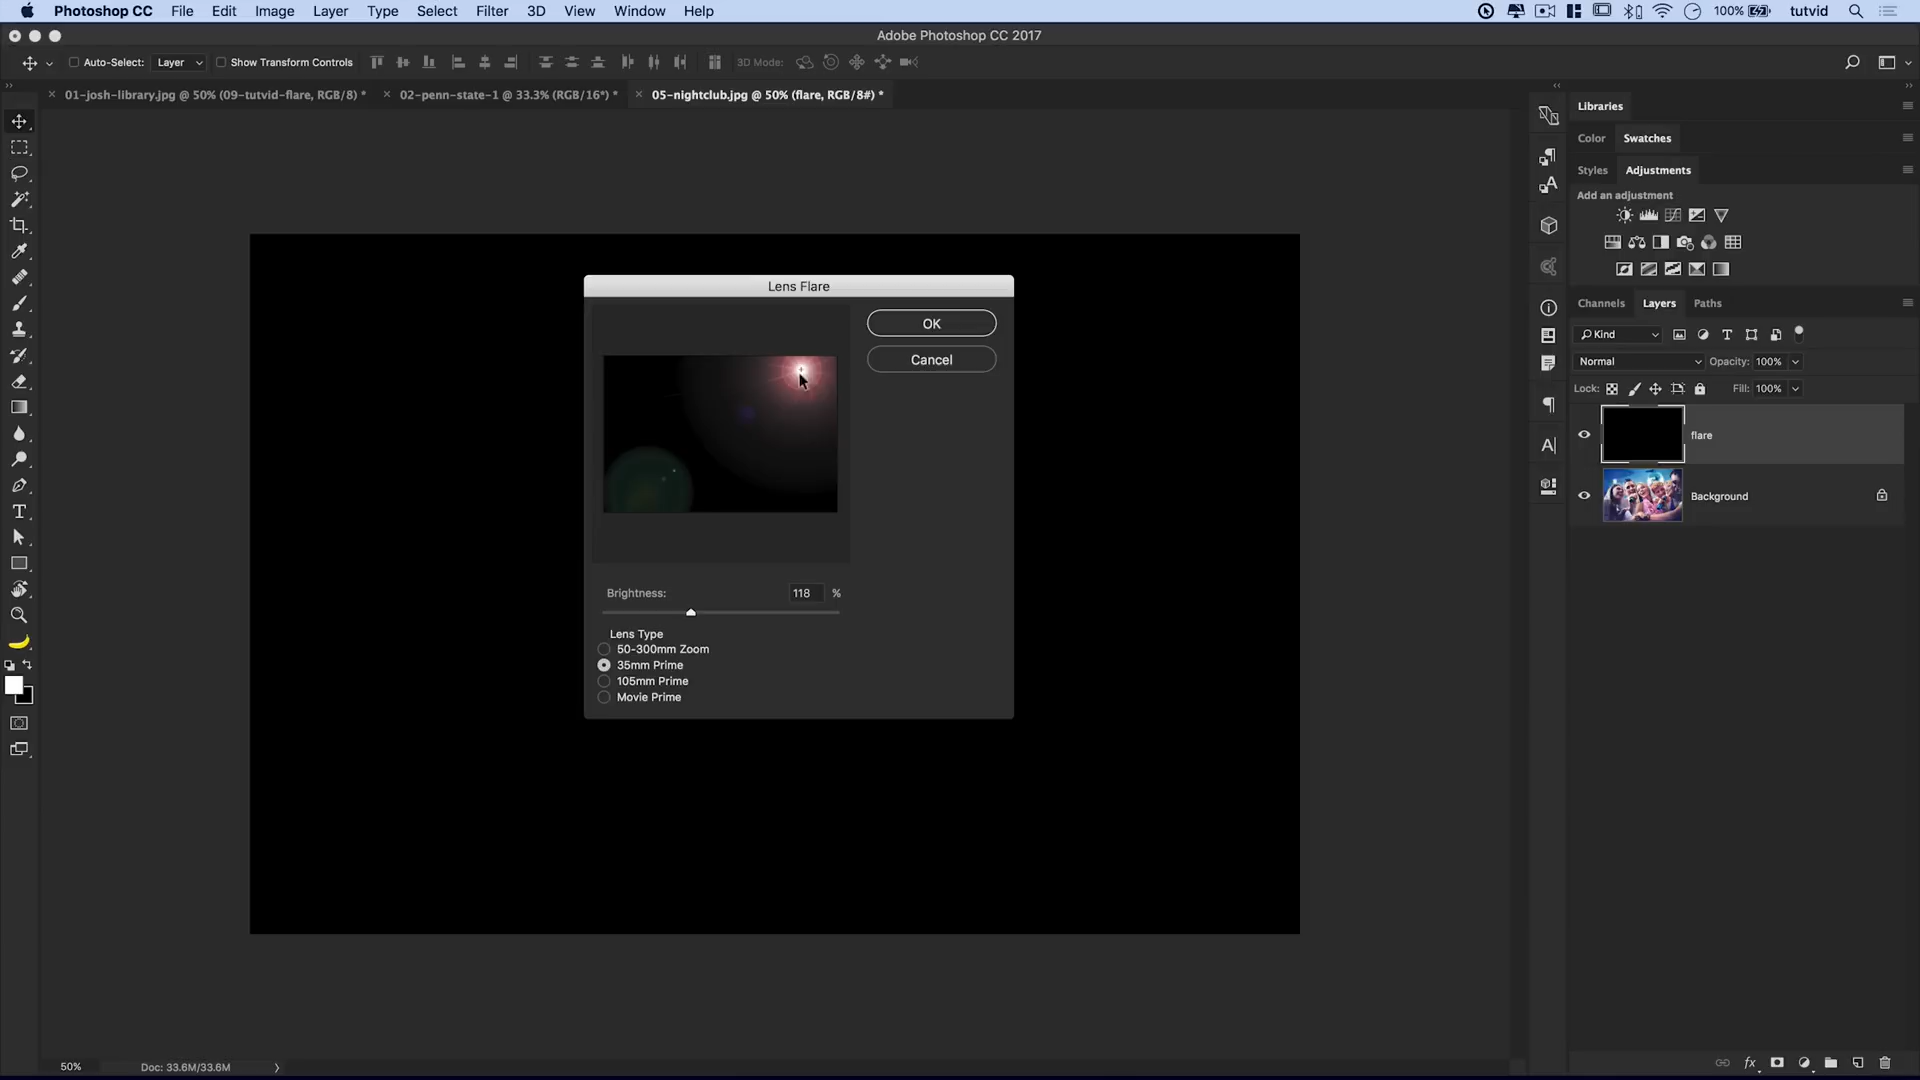 Photoshop CC File Edit Image Layer Type Select Filter 3D View Window Help 100% tutvid
Adobe Photoshop CC 2017
Auto-Select: Layer Show Transform Controls 3D Mode:
01-josh-library.jpg @ 50% (09-tutvid-flare, RGB/8) * 02-penn-state-1 @ 33.3% (RGB/16*) * 05-nightclub.jpg @ 50% (flare, RGB/8#) *
Libraries
Color Swatches
Styles Adjustments
Add an adjustment
Channels Layers Paths
Kind
Normal Opacity: 100%
Lock: Fill: 100%
flare
Background
Lens Flare
OK
Cancel
Brightness: 118 %
Lens Type
50-300mm Zoom
35mm Prime
105mm Prime
Movie Prime
50% Doc: 33.6M/33.6M
fx